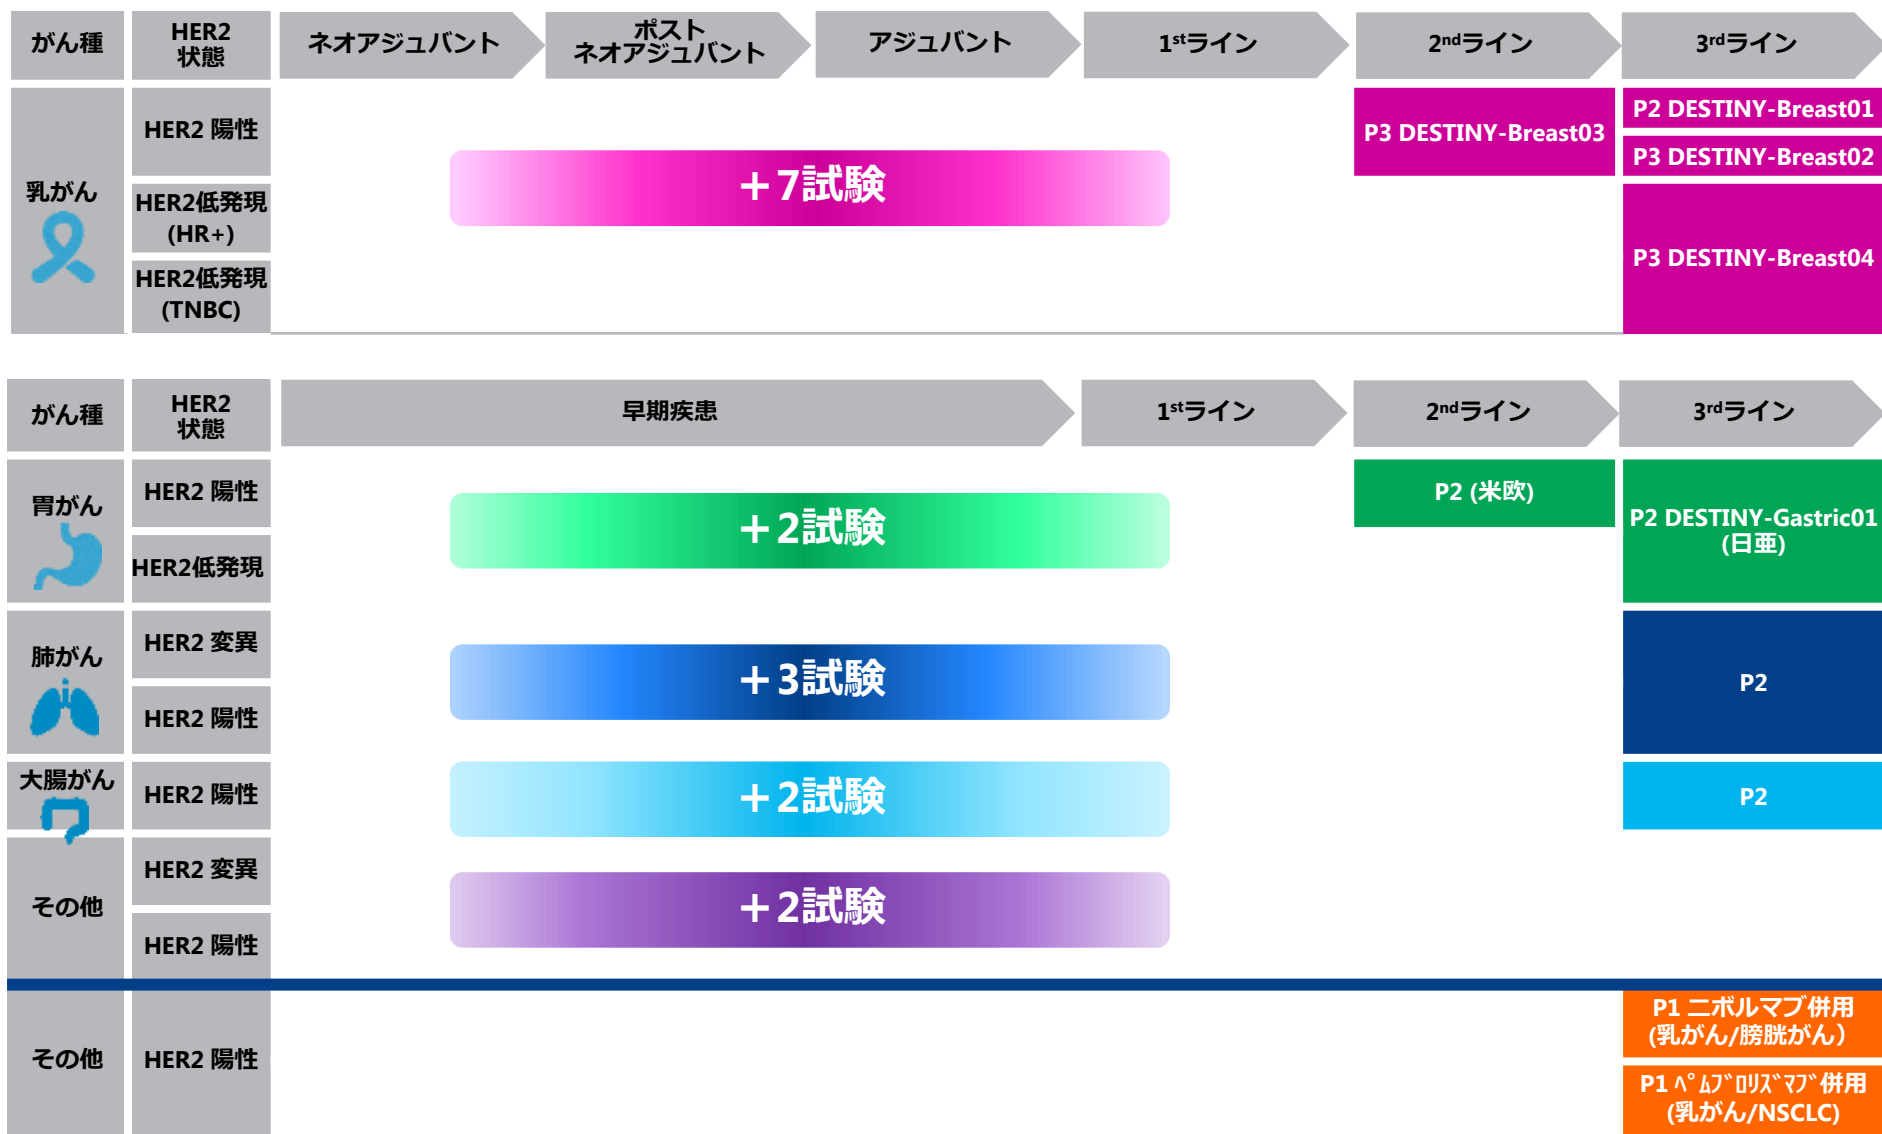 がん種
HER2
状態
ネオアジュバント
ポスト
ネオアジュバント
アジュバント
1stライン
2ndライン
3rdライン
乳がん
HER2 陽性
HER2低発現
(HR+)
HER2低発現
(TNBC)
+7試験
P3 DESTINY-Breast03
P2 DESTINY-Breast01
P3 DESTINY-Breast02
P3 DESTINY-Breast04
がん種
HER2
状態
早期疾患
1stライン
2ndライン
3rdライン
胃がん
HER2 陽性
HER2低発現
+2試験
P2 (米欧)
P2 DESTINY-Gastric01
(日亜)
肺がん
HER2 変異
HER2 陽性
+3試験
P2
大腸がん
HER2 陽性
+2試験
P2
その他
HER2 変異
HER2 陽性
+2試験
その他
HER2 陽性
P1 ニボルマブ併用
(乳がん/膀胱がん）
P1 ﾍﾟﾑﾌﾞﾛﾘｽﾞﾏﾌﾞ併用
(乳がん/NSCLC)